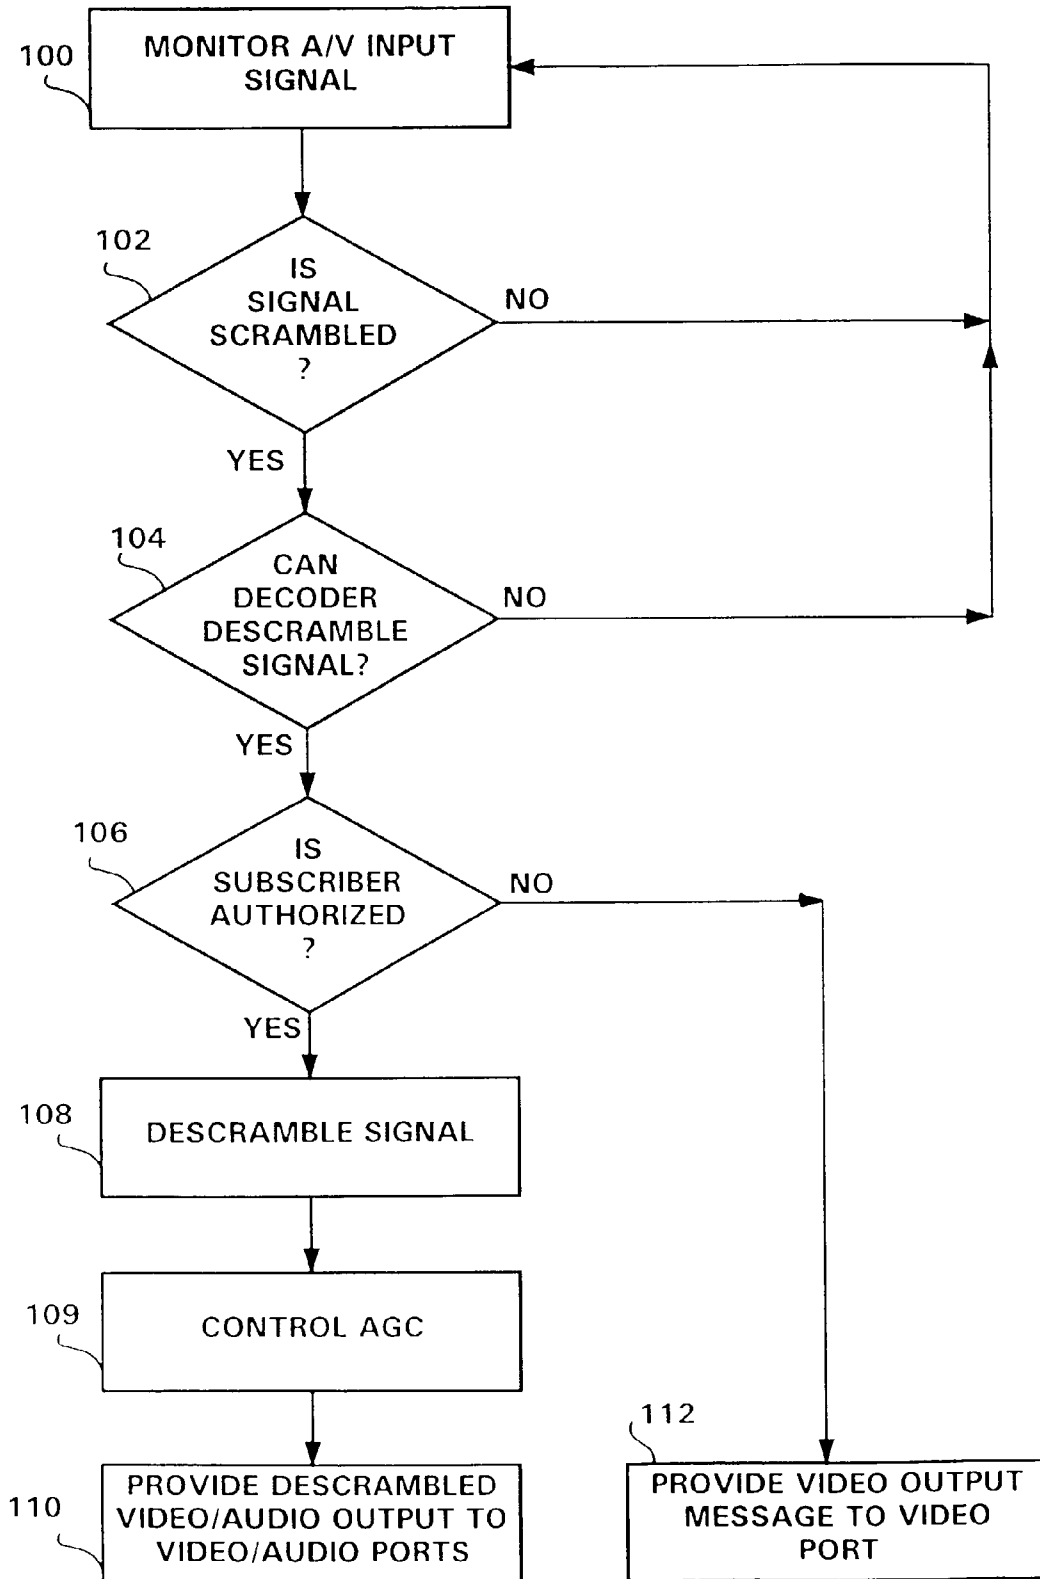 100
MONITOR A/V INPUT
SIGNAL
102
IS
SIGNAL
SCRAMBLED
?
NO
YES
104
CAN
DECODER
DESCRAMBLE
SIGNAL?
NO
YES
106
IS
SUBSCRIBER
AUTHORIZED
?
NO
YES
108
DESCRAMBLE SIGNAL
109
CONTROL AGC
110
PROVIDE DESCRAMBLED
VIDEO/AUDIO OUTPUT TO
VIDEO/AUDIO PORTS
112
PROVIDE VIDEO OUTPUT
MESSAGE TO VIDEO
PORT